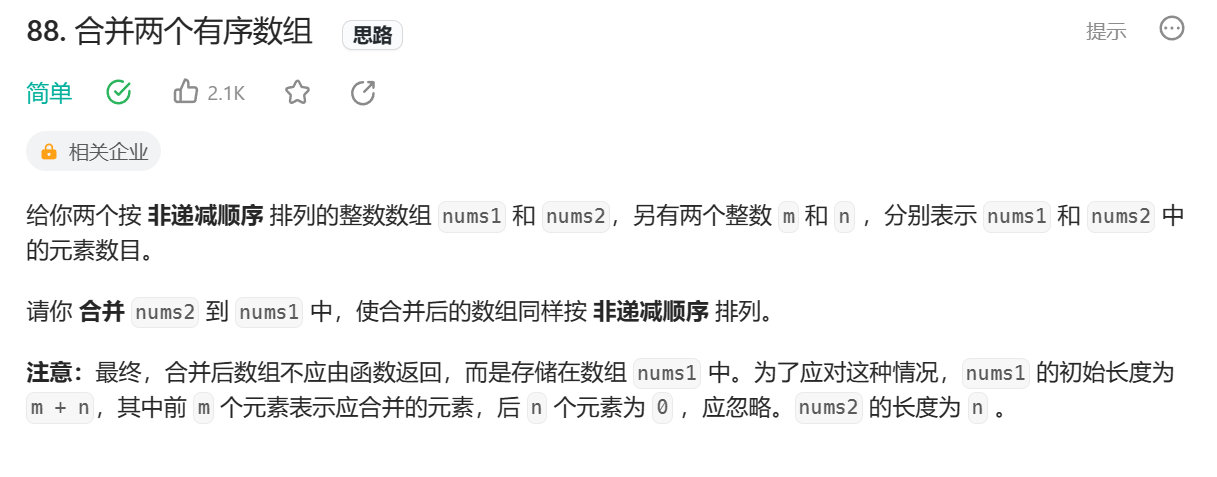 88. 合并两个有序数组 思路 提示
简单 2.1K
相关企业
给你两个按 非递减顺序 排列的整数数组 nums1 和 nums2，另有两个整数 m 和 n ，分别表示 nums1 和 nums2 中
的元素数目。
请你 合并 nums2 到 nums1 中，使合并后的数组同样按 非递减顺序 排列。
注意：最终，合并后数组不应由函数返回，而是存储在数组 nums1 中。为了应对这种情况，nums1 的初始长度为
m + n，其中前 m 个元素表示应合并的元素，后 n 个元素为 0 ，应忽略。nums2 的长度为 n 。